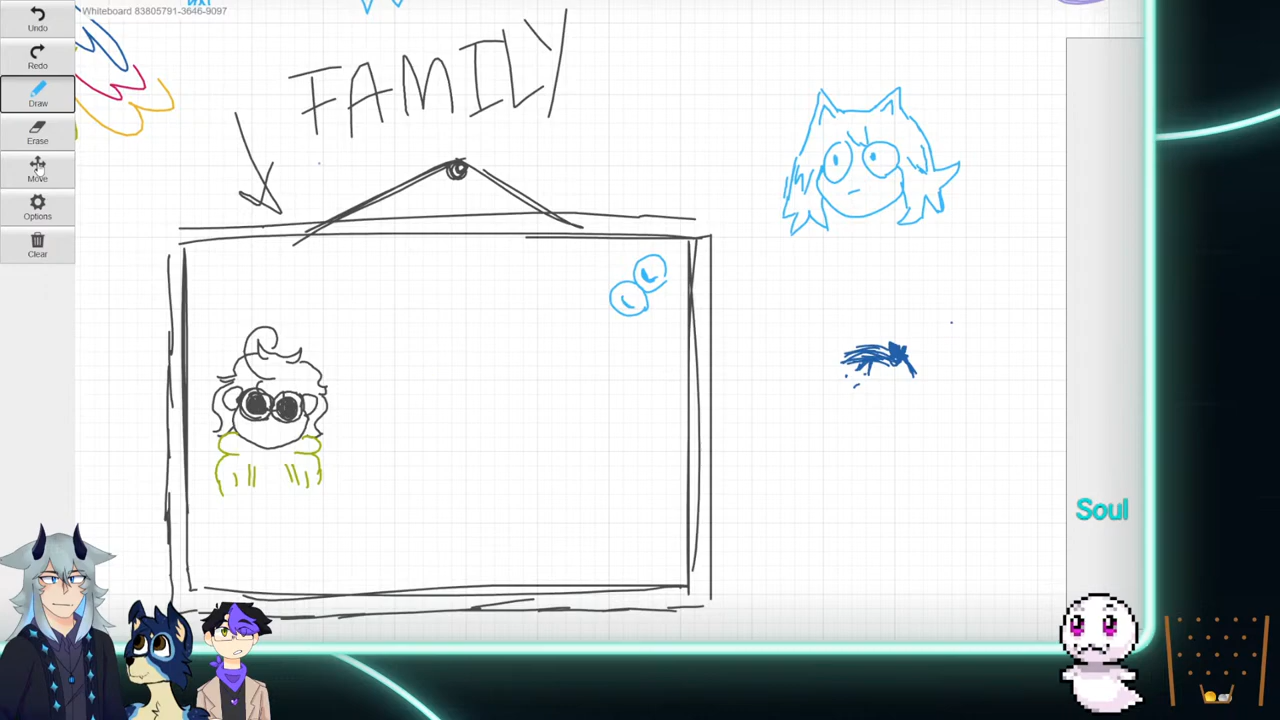 Whiteboard 83805791-3646-9097
Undo
Redo
Draw
Erase
Move
Options
Clear
FAMILY
Soul